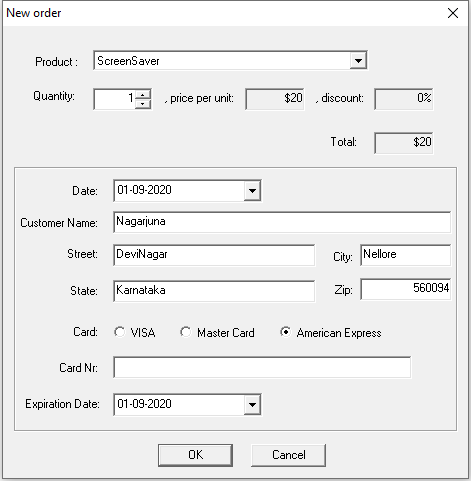 New order
Product : ScreenSaver
Quantity: 1 , price per unit: $20 , discount: 0%
Total: $20
Date: 01-09-2020
Customer Name: Nagarjuna
Street: DeviNagar City: Nellore
State: Karnataka Zip: 560094
Card: VISA Master Card American Express
Card Nr:
Expiration Date: 01-09-2020
OK Cancel